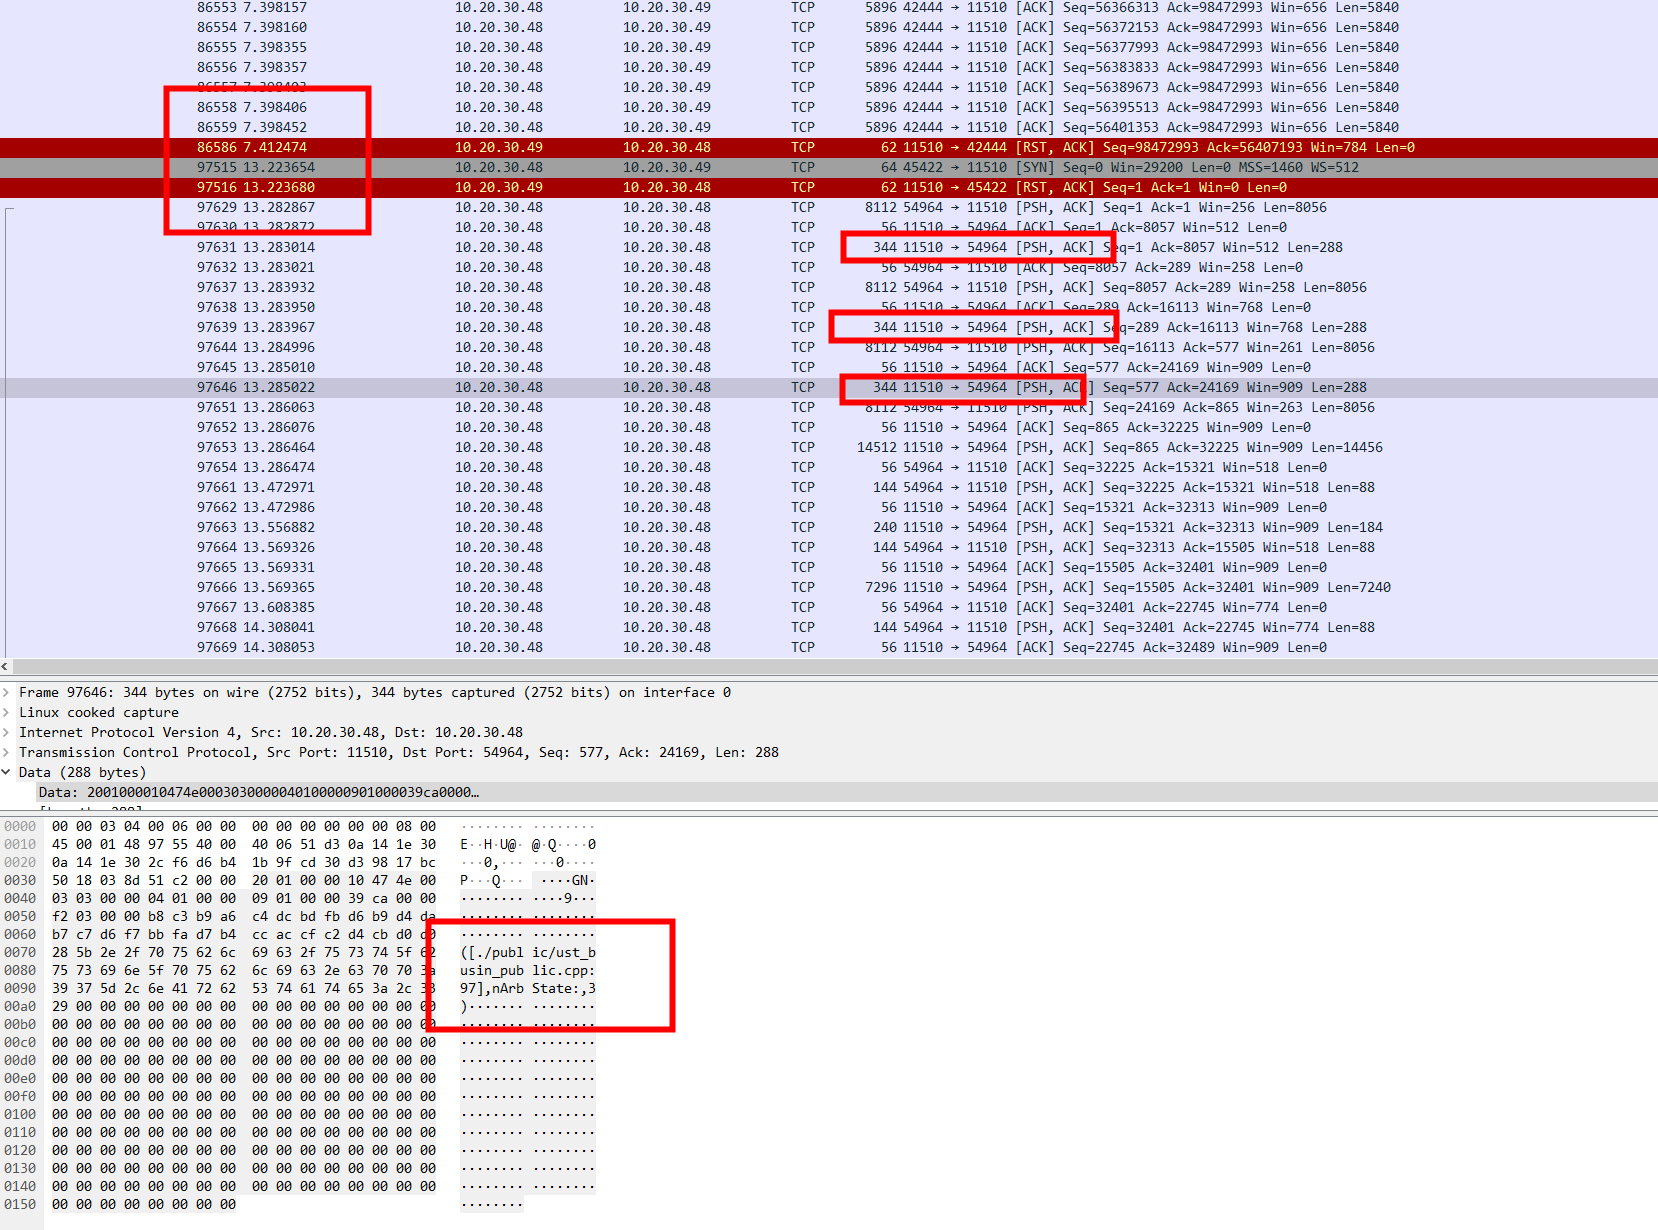 86553 7.398157 10.20.30.48 10.20.30.49 TCP 5896 42444 → 11510 [ACK] Seq=56366313 Ack=98472993 Win=656 Len=5840
86554 7.398160 10.20.30.48 10.20.30.49 TCP 5896 42444 → 11510 [ACK] Seq=56372153 Ack=98472993 Win=656 Len=5840
86555 7.398355 10.20.30.48 10.20.30.49 TCP 5896 42444 → 11510 [ACK] Seq=56377993 Ack=98472993 Win=656 Len=5840
86556 7.398357 10.20.30.48 10.20.30.49 TCP 5896 42444 → 11510 [ACK] Seq=56383833 Ack=98472993 Win=656 Len=5840
86557 7.398403 10.20.30.48 10.20.30.49 TCP 5896 42444 → 11510 [ACK] Seq=56389673 Ack=98472993 Win=656 Len=5840
86558 7.398406 10.20.30.48 10.20.30.49 TCP 5896 42444 → 11510 [ACK] Seq=56395513 Ack=98472993 Win=656 Len=5840
86559 7.398452 10.20.30.48 10.20.30.49 TCP 5896 42444 → 11510 [ACK] Seq=56401353 Ack=98472993 Win=656 Len=5840
86586 7.412474 10.20.30.49 10.20.30.48 TCP 62 11510 → 42444 [RST, ACK] Seq=98472993 Ack=56407193 Win=784 Len=0
97515 13.223654 10.20.30.48 10.20.30.49 TCP 64 45422 → 11510 [SYN] Seq=0 Win=29200 Len=0 MSS=1460 WS=512
97516 13.223680 10.20.30.49 10.20.30.48 TCP 62 11510 → 45422 [RST, ACK] Seq=1 Ack=1 Win=0 Len=0
97629 13.282867 10.20.30.48 10.20.30.48 TCP 8112 54964 → 11510 [PSH, ACK] Seq=1 Ack=1 Win=256 Len=8056
97630 13.282872 10.20.30.48 10.20.30.48 TCP 56 11510 → 54964 [ACK] Seq=1 Ack=8057 Win=512 Len=0
97631 13.283014 10.20.30.48 10.20.30.48 TCP 344 11510 → 54964 [PSH, ACK] Seq=1 Ack=8057 Win=512 Len=288
97632 13.283021 10.20.30.48 10.20.30.48 TCP 56 54964 → 11510 [ACK] Seq=8057 Ack=289 Win=258 Len=0
97637 13.283932 10.20.30.48 10.20.30.48 TCP 8112 54964 → 11510 [PSH, ACK] Seq=8057 Ack=289 Win=258 Len=8056
97638 13.283950 10.20.30.48 10.20.30.48 TCP 56 11510 → 54964 [ACK] Seq=289 Ack=16113 Win=768 Len=0
97639 13.283967 10.20.30.48 10.20.30.48 TCP 344 11510 → 54964 [PSH, ACK] Seq=289 Ack=16113 Win=768 Len=288
97644 13.284996 10.20.30.48 10.20.30.48 TCP 8112 54964 → 11510 [PSH, ACK] Seq=16113 Ack=577 Win=261 Len=8056
97645 13.285010 10.20.30.48 10.20.30.48 TCP 56 11510 → 54964 [ACK] Seq=577 Ack=24169 Win=909 Len=0
97646 13.285022 10.20.30.48 10.20.30.48 TCP 344 11510 → 54964 [PSH, ACK] Seq=577 Ack=24169 Win=909 Len=288
97651 13.286063 10.20.30.48 10.20.30.48 TCP 8112 54964 → 11510 [PSH, ACK] Seq=24169 Ack=865 Win=263 Len=8056
97652 13.286076 10.20.30.48 10.20.30.48 TCP 56 11510 → 54964 [ACK] Seq=865 Ack=32225 Win=909 Len=0
97653 13.286464 10.20.30.48 10.20.30.48 TCP 14512 11510 → 54964 [PSH, ACK] Seq=865 Ack=32225 Win=909 Len=14456
97654 13.286474 10.20.30.48 10.20.30.48 TCP 56 54964 → 11510 [ACK] Seq=32225 Ack=15321 Win=518 Len=0
97661 13.472971 10.20.30.48 10.20.30.48 TCP 144 54964 → 11510 [PSH, ACK] Seq=32225 Ack=15321 Win=518 Len=88
97662 13.472986 10.20.30.48 10.20.30.48 TCP 56 11510 → 54964 [ACK] Seq=15321 Ack=32313 Win=909 Len=0
97663 13.556882 10.20.30.48 10.20.30.48 TCP 240 11510 → 54964 [PSH, ACK] Seq=15321 Ack=32313 Win=909 Len=184
97664 13.569326 10.20.30.48 10.20.30.48 TCP 144 54964 → 11510 [PSH, ACK] Seq=32313 Ack=15505 Win=518 Len=88
97665 13.569331 10.20.30.48 10.20.30.48 TCP 56 11510 → 54964 [ACK] Seq=15505 Ack=32401 Win=909 Len=0
97666 13.569365 10.20.30.48 10.20.30.48 TCP 7296 11510 → 54964 [PSH, ACK] Seq=15505 Ack=32401 Win=909 Len=7240
97667 13.608385 10.20.30.48 10.20.30.48 TCP 56 54964 → 11510 [ACK] Seq=32401 Ack=22745 Win=774 Len=0
97668 14.308041 10.20.30.48 10.20.30.48 TCP 144 54964 → 11510 [PSH, ACK] Seq=32401 Ack=22745 Win=774 Len=88
97669 14.308053 10.20.30.48 10.20.30.48 TCP 56 11510 → 54964 [ACK] Seq=22745 Ack=32489 Win=909 Len=0
Frame 97646: 344 bytes on wire (2752 bits), 344 bytes captured (2752 bits) on interface 0
Linux cooked capture
Internet Protocol Version 4, Src: 10.20.30.48, Dst: 10.20.30.48
Transmission Control Protocol, Src Port: 11510, Dst Port: 54964, Seq: 577, Ack: 24169, Len: 288
Data (288 bytes)
Data: 2001000010474e000303000004010000090100003​9ca0000…
0000 00 00 03 04 00 06 00 00 00 00 00 00 00 00 08 00 ········ ········
0010 45 00 01 48 97 55 40 00 40 06 51 d3 0a 14 1e 30 E··H·U@· @·Q····0
0020 0a 14 1e 30 2c f6 d6 b4 1b 9f cd 30 d3 98 17 bc ···0,··· ···0····
0030 50 18 03 8d 51 c2 00 00 20 01 00 00 10 47 4e 00 P···Q··· ····GN·
0040 03 03 00 00 04 01 00 00 09 01 00 00 39 ca 00 00 ········ ····9···
0050 f2 03 00 00 b8 c3 b9 a6 c4 dc bd fb d6 b9 d4 da ········ ········
0060 b7 c7 d6 f7 bb fa d7 b4 cc ac cf c2 d4 cb d0 d0 ········ ········
0070 28 5b 2e 2f 70 75 62 6c 69 63 2f 75 73 74 5f 62 ([./publ ic/ust_b
0080 75 73 69 6e 5f 70 75 62 6c 69 63 2e 63 70 70 3a usin_pub lic.cpp:
0090 39 37 5d 2c 6e 41 72 62 53 74 61 74 65 3a 2c 33 97],nArb State:,3
00a0 29 00 00 00 00 00 00 00 00 00 00 00 00 00 00 00 )······· ········
00b0 00 00 00 00 00 00 00 00 00 00 00 00 00 00 00 00 ········ ········
00c0 00 00 00 00 00 00 00 00 00 00 00 00 00 00 00 00 ········ ········
00d0 00 00 00 00 00 00 00 00 00 00 00 00 00 00 00 00 ········ ········
00e0 00 00 00 00 00 00 00 00 00 00 00 00 00 00 00 00 ········ ········
00f0 00 00 00 00 00 00 00 00 00 00 00 00 00 00 00 00 ········ ········
0100 00 00 00 00 00 00 00 00 00 00 00 00 00 00 00 00 ········ ········
0110 00 00 00 00 00 00 00 00 00 00 00 00 00 00 00 00 ········ ········
0120 00 00 00 00 00 00 00 00 00 00 00 00 00 00 00 00 ········ ········
0130 00 00 00 00 00 00 00 00 00 00 00 00 00 00 00 00 ········ ········
0140 00 00 00 00 00 00 00 00 00 00 00 00 00 00 00 00 ········ ········
0150 00 00 00 00 00 00 00 00 ········